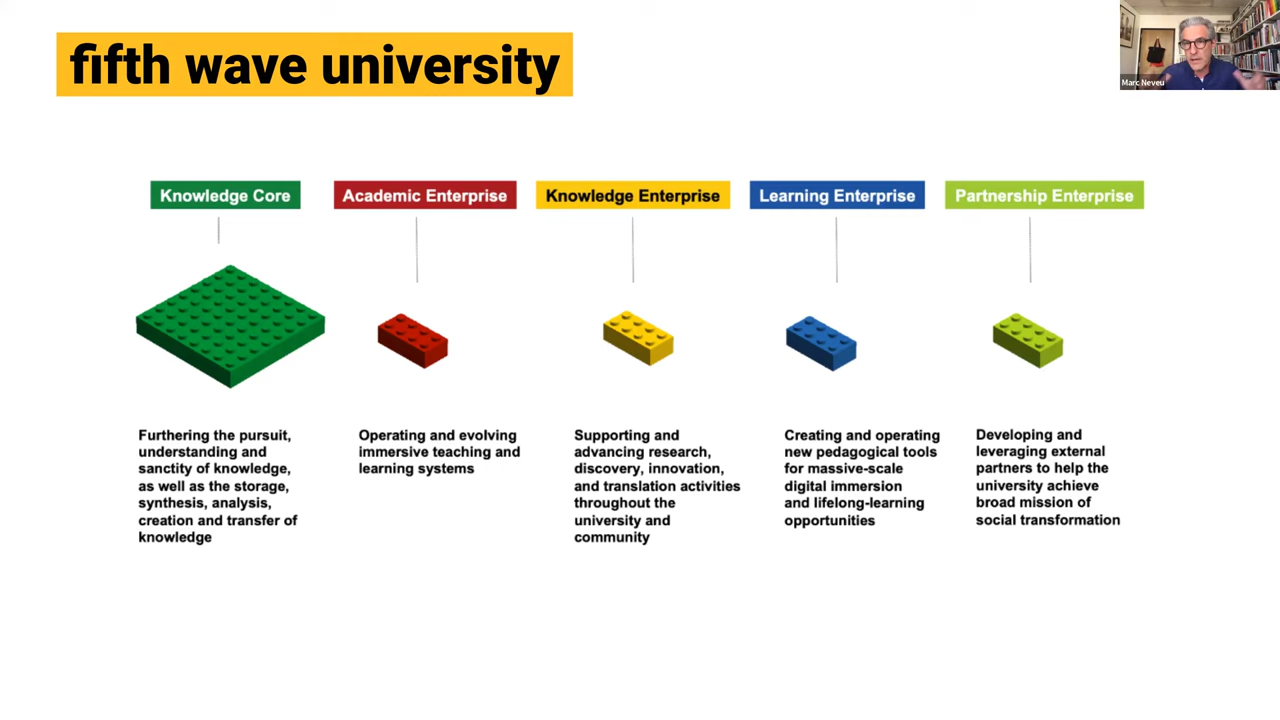 fifth wave university
Marc Neveu
Knowledge Core
Academic Enterprise
Knowledge Enterprise
Learning Enterprise
Partnership Enterprise
Furthering the pursuit,
understanding and
sanctity of knowledge,
as well as the storage,
synthesis, analysis,
creation and transfer of
knowledge
Operating and evolving
immersive teaching and
learning systems
Supporting and
advancing research,
discovery, innovation,
and translation activities
throughout the
university and
community
Creating and operating
new pedagogical tools
for massive-scale
digital immersion
and lifelong-learning
opportunities
Developing and
leveraging external
partners to help the
university achieve
broad mission of
social transformation